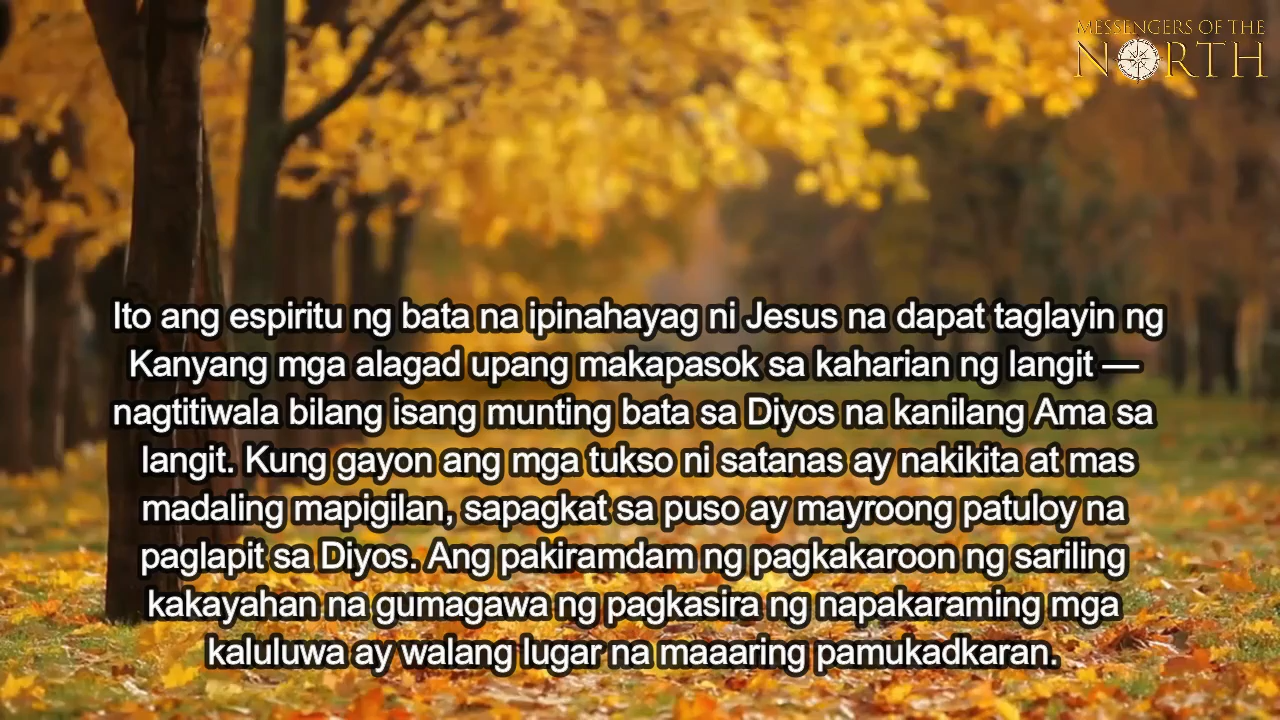 MESSENGERS OF THE
NORTH
Ito ang espiritu ng bata na ipinahayag ni Jesus na dapat taglayin ng
Kanyang mga alagad upang makapasok sa kaharian ng langit —
nagtitiwala bilang isang munting bata sa Diyos na kanilang Ama sa
langit. Kung gayon ang mga tukso ni satanas ay nakikita at mas
madaling mapigilan, sapagkat sa puso ay mayroong patuloy na
paglapit sa Diyos. Ang pakiramdam ng pagkakaroon ng sariling
kakayahan na gumagawa ng pagkasira ng napakaraming mga
kaluluwa ay walang lugar na maaaring pamukadkaran.